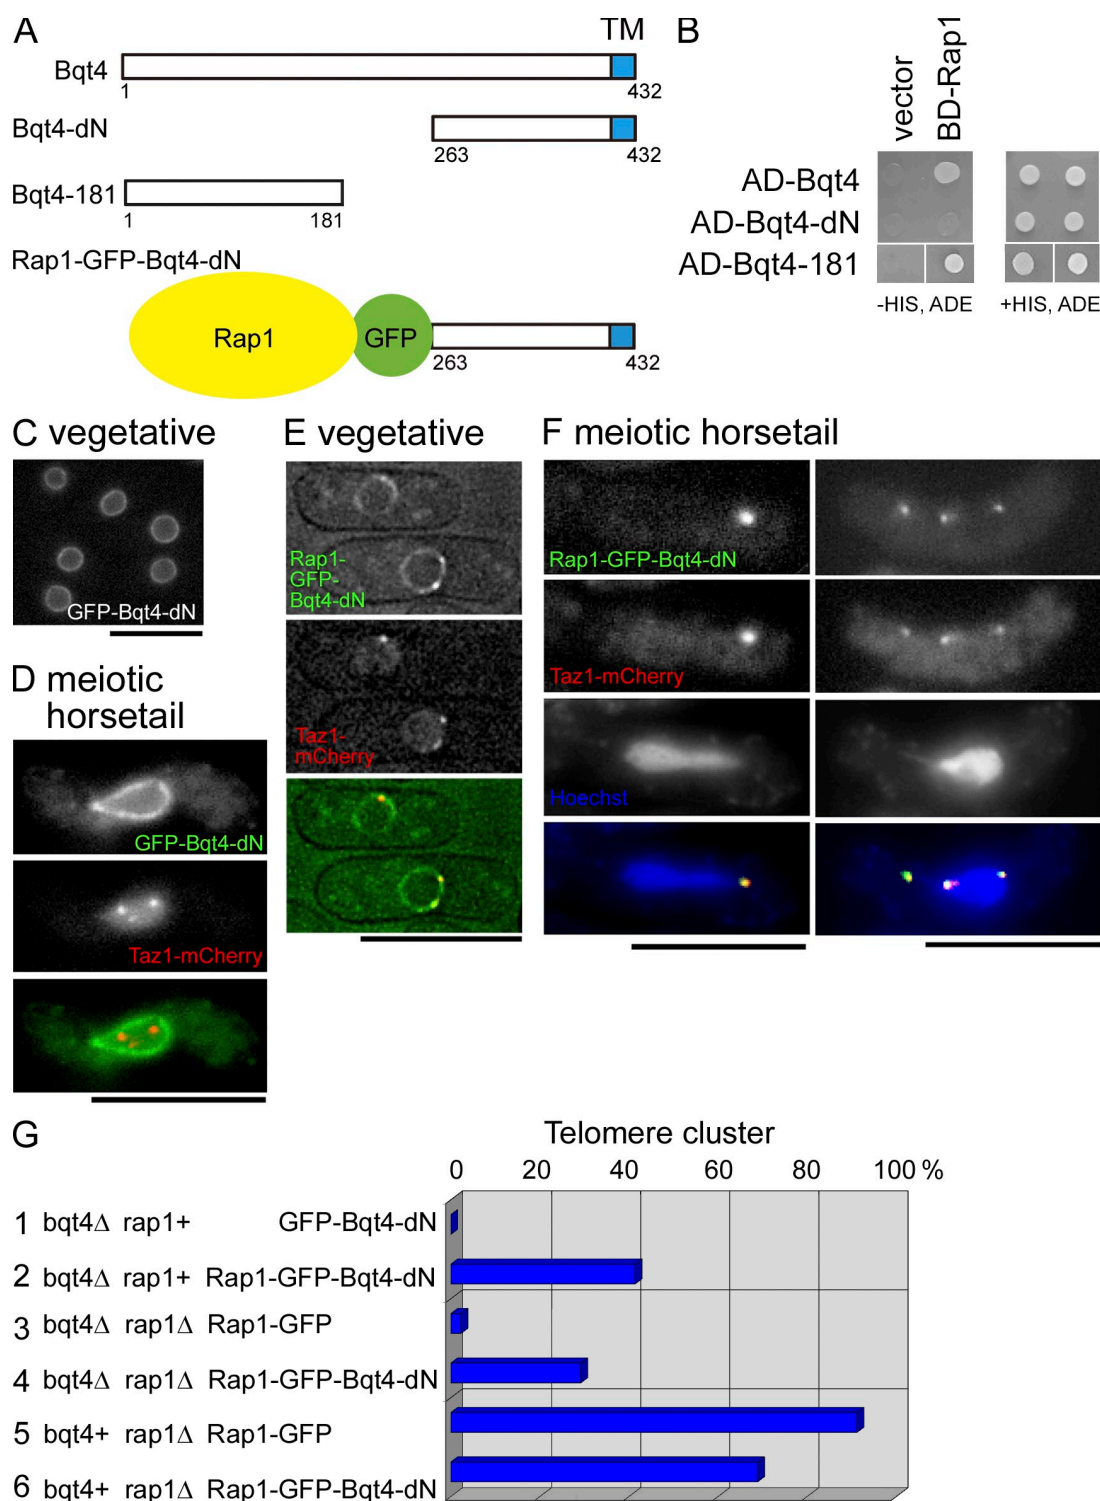 A
TM
Bqt4
1
432
Bqt4-dN
263
432
Bqt4-181
1
181
Rap1-GFP-Bqt4-dN
Rap1
GFP
263
432
B
vector
BD-Rap1
AD-Bqt4
AD-Bqt4-dN
AD-Bqt4-181
-HIS, ADE
+HIS, ADE
C vegetative
GFP-Bqt4-dN
D meiotic
horsetail
GFP-Bqt4-dN
Taz1-mCherry
E vegetative
Rap1-
GFP-
Bqt4-dN
Taz1-
mCherry
F meiotic horsetail
Rap1-GFP-Bqt4-dN
Taz1-mCherry
Hoechst
G
Telomere cluster
0 20 40 60 80 100 %
1 bqt4Δ rap1+ GFP-Bqt4-dN
2 bqt4Δ rap1+ Rap1-GFP-Bqt4-dN
3 bqt4Δ rap1Δ Rap1-GFP
4 bqt4Δ rap1Δ Rap1-GFP-Bqt4-dN
5 bqt4+ rap1Δ Rap1-GFP
6 bqt4+ rap1Δ Rap1-GFP-Bqt4-dN